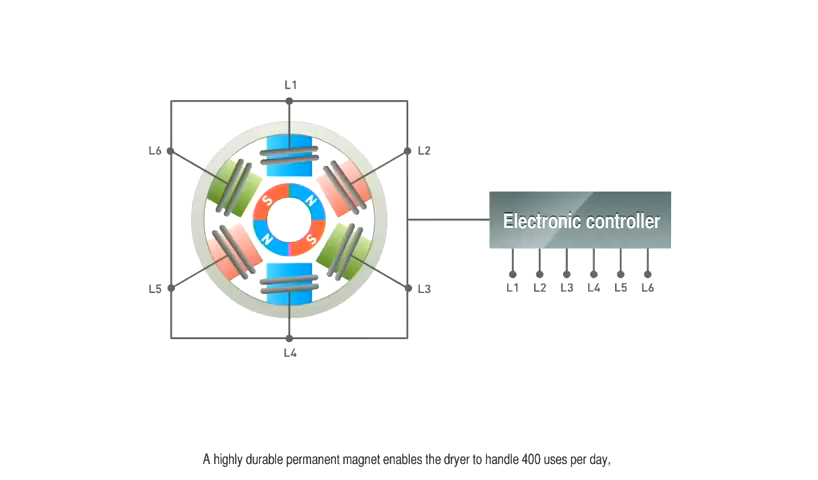 L1
L6
L2
S
N
Electronic controller
N
S
L5
L3
L1 L2 L3 L4 L5 L6
L4
A highly durable permanent magnet enables the dryer to handle 400 uses per day,